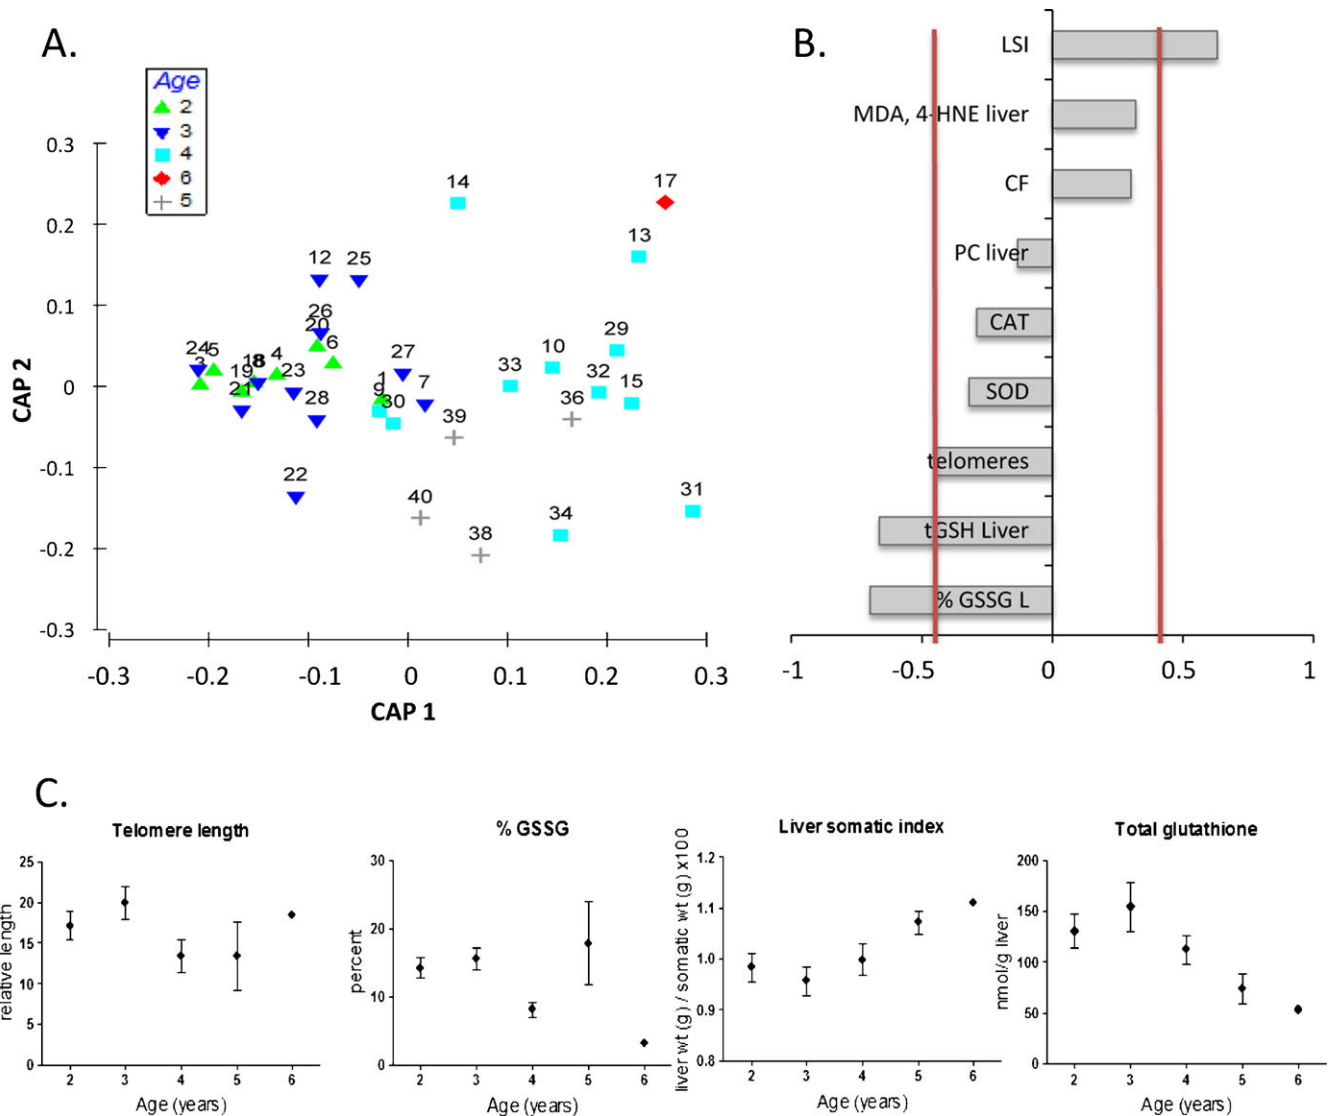 A.
Age
2
3
4
6
5
0.3
0.2
0.1
0
-0.1
-0.2
-0.3
CAP 2
14
17
13
12
25
26
20
6
24
5
3
19
18
8
4
23
21
28
27
7
1
9
30
33
10
29
32
15
36
39
22
40
38
34
31
-0.3
-0.2
-0.1
0
0.1
0.2
0.3
CAP 1
B.
LSI
MDA, 4-HNE liver
CF
PC liver
CAT
SOD
telomeres
tGSH Liver
% GSSG L
-1
-0.5
0
0.5
1
C.
Telomere length
relative length
25
20
15
10
5
0
2 3 4 5 6
Age (years)
% GSSG
percent
30
20
10
0
2 3 4 5 6
Age (years)
Liver somatic index
liver wt (g) / somatic wt (g) x100
1.2
1.1
1.0
0.9
0.8
2 3 4 5 6
Age (years)
Total glutathione
nmol/g liver
200
150
100
50
0
2 3 4 5 6
Age (years)